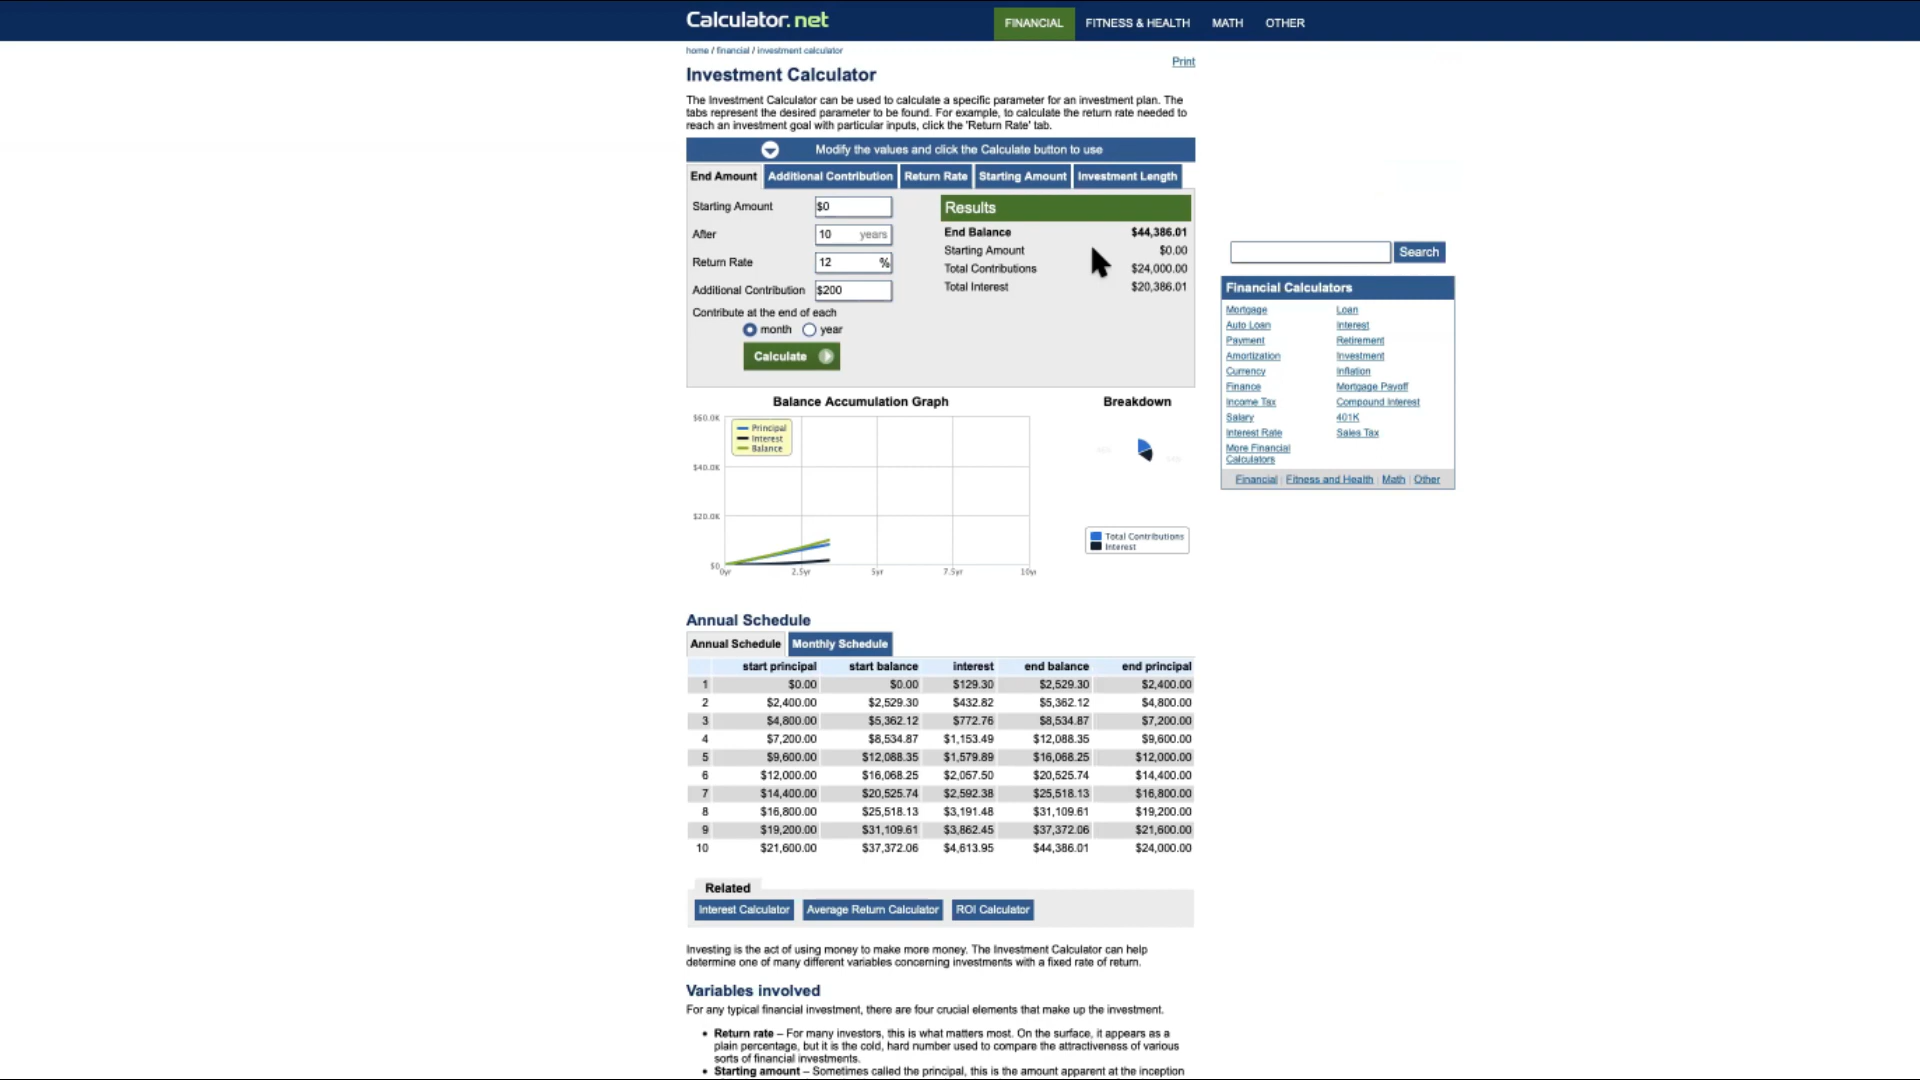 Calculator.net
FINANCIAL FITNESS & HEALTH MATH OTHER
home / financial / investment calculator
Print
Investment Calculator
The Investment Calculator can be used to calculate a specific parameter for an investment plan. The
tabs represent the desired parameter to be found. For example, to calculate the return rate needed to
reach an investment goal with particular inputs, click the 'Return Rate' tab.
Modify the values and click the Calculate button to use
End Amount Additional Contribution Return Rate Starting Amount Investment Length
Starting Amount $0
After 10 years
Return Rate 12 %
Additional Contribution $200
Contribute at the end of each
month year
Calculate
Results
End Balance $44,386.01
Starting Amount $0.00
Total Contributions $24,000.00
Total Interest $20,386.01
Search
Financial Calculators
Mortgage Loan
Auto Loan Interest
Payment Retirement
Amortization Investment
Currency Inflation
Finance Mortgage Payoff
Income Tax Compound Interest
Salary 401K
Interest Rate Sales Tax
More Financial
Calculators
Financial | Fitness and Health | Math | Other
Balance Accumulation Graph
$60.0K
$40.0K
$20.0K
$0
Principal
Interest
Balance
0yr 2.5yr 5yr 7.5yr 10yr
Breakdown
Total Contributions
Interest
Annual Schedule
Annual Schedule Monthly Schedule
start principal start balance interest end balance end principal
1 $0.00 $0.00 $129.30 $2,529.30 $2,400.00
2 $2,400.00 $2,529.30 $432.82 $5,362.12 $4,800.00
3 $4,800.00 $5,362.12 $772.76 $8,534.87 $7,200.00
4 $7,200.00 $8,534.87 $1,153.49 $12,088.35 $9,600.00
5 $9,600.00 $12,088.35 $1,579.89 $16,068.25 $12,000.00
6 $12,000.00 $16,068.25 $2,057.50 $20,525.74 $14,400.00
7 $14,400.00 $20,525.74 $2,592.38 $25,518.13 $16,800.00
8 $16,800.00 $25,518.13 $3,191.48 $31,109.61 $19,200.00
9 $19,200.00 $31,109.61 $3,862.45 $37,372.06 $21,600.00
10 $21,600.00 $37,372.06 $4,613.95 $44,386.01 $24,000.00
Related
Interest Calculator Average Return Calculator ROI Calculator
Investing is the act of using money to make more money. The Investment Calculator can help
determine one of many different variables concerning investments with a fixed rate of return.
Variables involved
For any typical financial investment, there are four crucial elements that make up the investment.
• Return rate – For many investors, this is what matters most. On the surface, it appears as a
plain percentage, but it is the cold, hard number used to compare the attractiveness of various
sorts of financial investments.
• Starting amount – Sometimes called the principal, this is the amount apparent at the inception